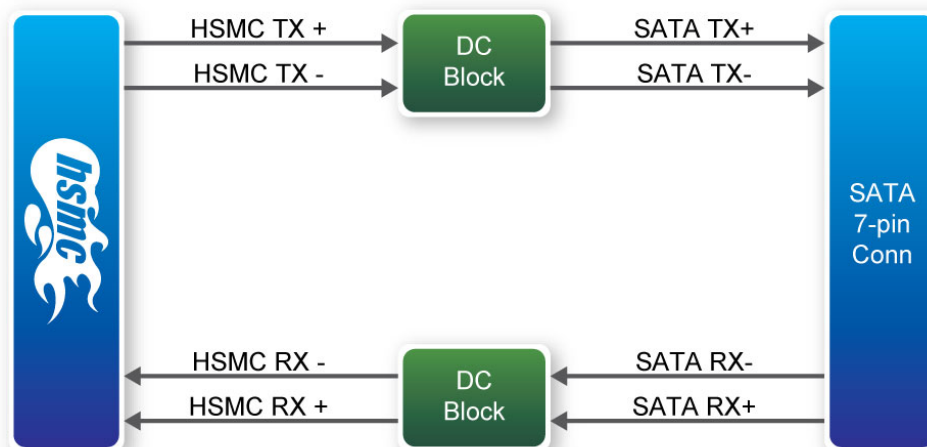 HSMC TX +
HSMC TX -
DC
Block
SATA TX+
SATA TX-
hsmc
SATA
7-pin
Conn
HSMC RX -
HSMC RX +
DC
Block
SATA RX-
SATA RX+